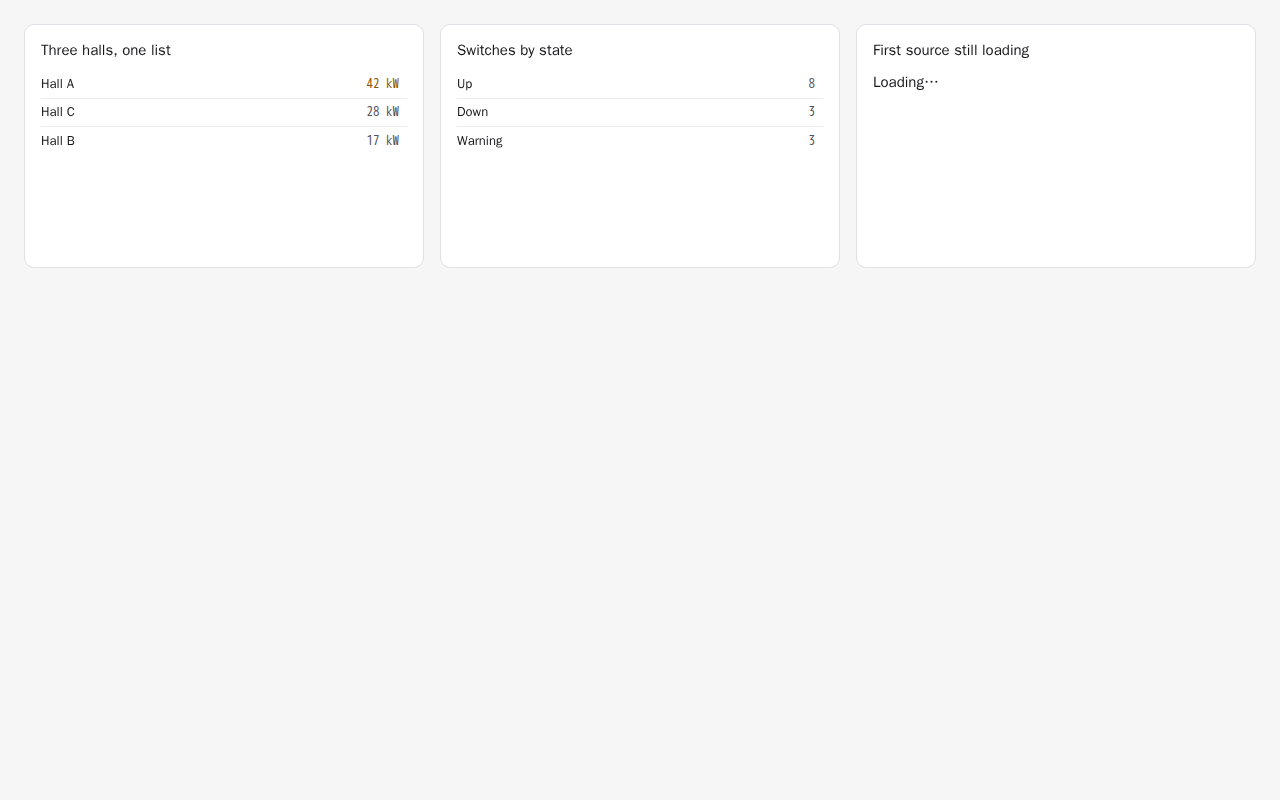 Three halls, one list
Hall A 42 kW
Hall C 28 kW
Hall B 17 kW
Switches by state
Up 8
Down 3
Warning 3
First source still loading
Loading…